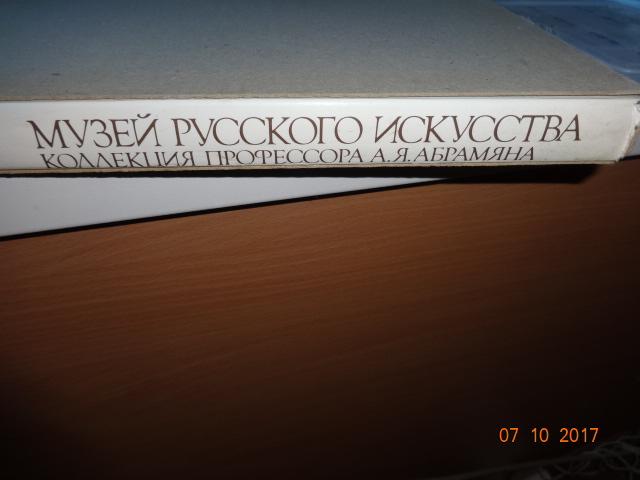 МУЗЕЙ РУССКОГО ИСКУССТВА
КОЛЛЕКЦИЯ ПРОФЕССОРА А.Я.АБРАМЯНА
07 10 2017